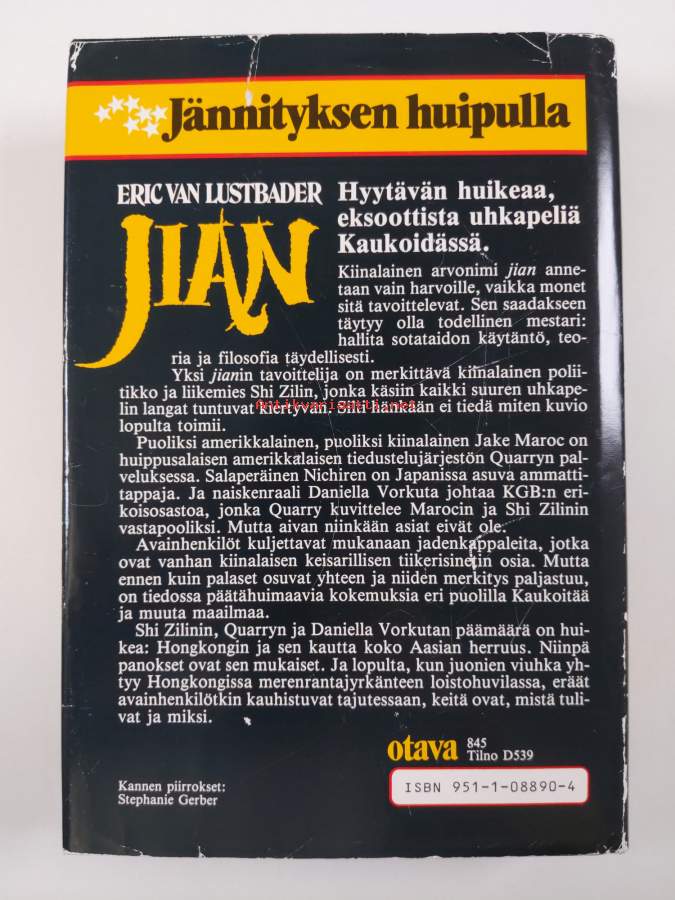 Jännityksen huipulla
ERIC VAN LUSTBADER
JIAN
Hyytävän huikeaa,
eksoottista uhkapeliä
Kaukoidässä.
Kiinalainen arvonimi jian anne-
taan vain harvoille, vaikka monet
sitä tavoittelevat. Sen saadakseen
täytyy olla todellinen mestari:
hallita sotataidon käytäntö, teo-
ria ja filosofia täydellisesti.
Yksi jianin tavoittelija on merkittävä kiinalainen polii-
tikko ja liikemies Shi Zilin, jonka käsiin kaikki suuren uhkape-
lin langat tuntuvat kiertyvän. Silti hänkään ei tiedä miten kuvio
antikvariaatti.net
lopulta toimii.
Puoliksi amerikkalainen, puoliksi kiinalainen Jake Maroc on
huippusalaisen amerikkalaisen tiedustelujärjestön Quarryn pal-
veluksessa. Salaperäinen Nichiren on Japanissa asuva ammatti-
tappaja. Ja naiskenraali Daniella Vorkuta johtaa KGB:n eri-
koisosastoa, jonka Quarry kuvittelee Marocin ja Shi Zilinin
vastapooliksi. Mutta aivan niinkään asiat eivät ole.
Avainhenkilöt kuljettavat mukanaan jadenkappaleita, jotka
ovat vanhan kiinalaisen keisarillisen tiikerisinetin osia. Mutta
ennen kuin palaset osuvat yhteen ja niiden merkitys paljastuu,
on tiedossa päätähuimaavia kokemuksia eri puolilla Kaukoitää
ja muuta maailmaa.
Shi Zilinin, Quarryn ja Daniella Vorkutan päämäärä on hui-
kea: Hongkongin ja sen kautta koko Aasian herruus. Niinpä
panokset ovat sen mukaiset. Ja lopulta, kun juonien viuhka yh-
tyy Hongkongissa merenrantajyrkänteen loistohuvilassa, eräät
avainhenkilötkin kauhistuvat tajutessaan, keitä ovat, mistä tuli-
vat ja miksi.
otava
845
Tilno D539
Kannen piirrokset:
Stephanie Gerber
ISBN 951-1-08890-4